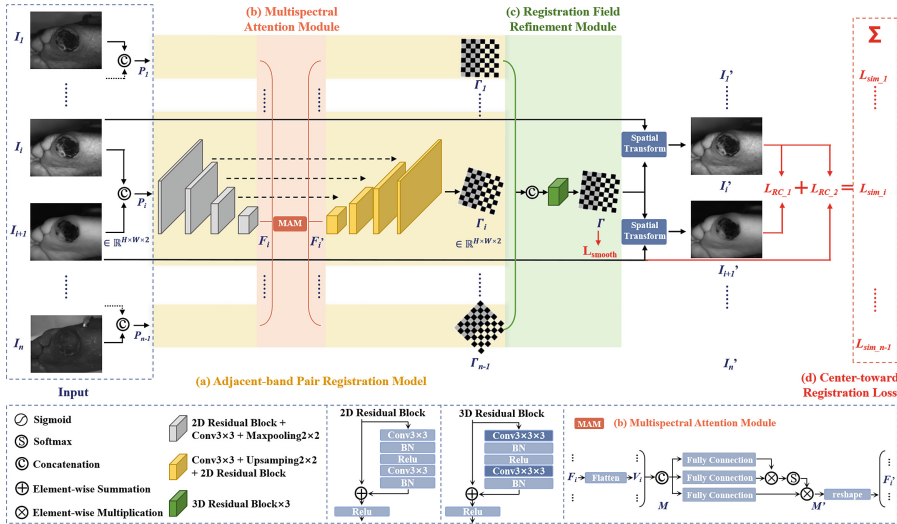 (b) Multispectral
Attention Module
(c) Registration Field
Refinement Module
Σ
I1
©
P1
Γ1
I1'
Lsim_1
Ii
©
Pi
Ii+1
∈ ℝH×W×2
Fi
MAM
Fi'
Γi
∈ ℝH×W×2
©
Γ
Lsmooth
Spatial
Transform
Spatial
Transform
Ii'
Ii+1'
LRC_1 + LRC_2 = Lsim_i
In
©
Pn-1
Γn-1
In'
Lsim_n-1
Input
(a) Adjacent-band Pair Registration Model
(d) Center-toward
Registration Loss
Sigmoid
Ⓢ Softmax
© Concatenation
⊕ Element-wise Summation
⊗ Element-wise Multiplication
2D Residual Block +
Conv3×3 + Maxpooling2×2
Conv3×3 + Upsamping2×2
+ 2D Residual Block
3D Residual Block×3
2D Residual Block
Conv3×3
BN
Relu
Conv3×3
BN
Relu
3D Residual Block
Conv3×3×3
BN
Relu
Conv3×3×3
BN
Relu
MAM
(b) Multispectral Attention Module
Fi
Flatten
Vi
©
M
Fully Connection
Fully Connection
Fully Connection
Ⓢ
M'
reshape
Fi'